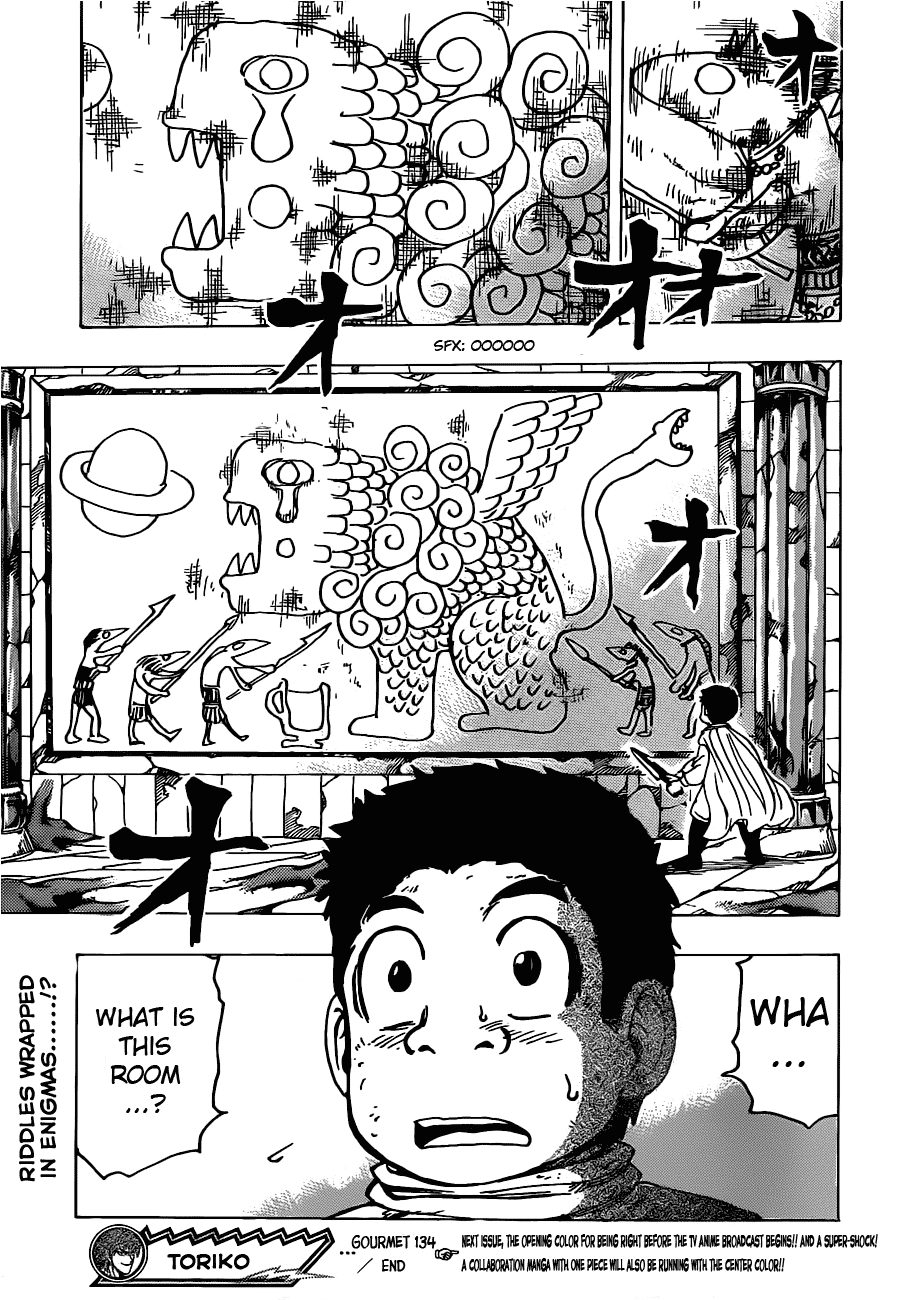 オ
オ
オオ
SFX: OOOOOO
オ
オ
WHA
...
WHAT IS
THIS
ROOM
...?
RIDDLES WRAPPED
IN ENIGMAS......!?
TORIKO
... GOURMET 134
/ END
☞ NEXT ISSUE, THE OPENING COLOR FOR BEING RIGHT BEFORE THE TV ANIME BROADCAST BEGINS!! AND A SUPER-SHOCK!
A COLLABORATION MANGA WITH ONE PIECE WILL ALSO BE RUNNING WITH THE CENTER COLOR!!